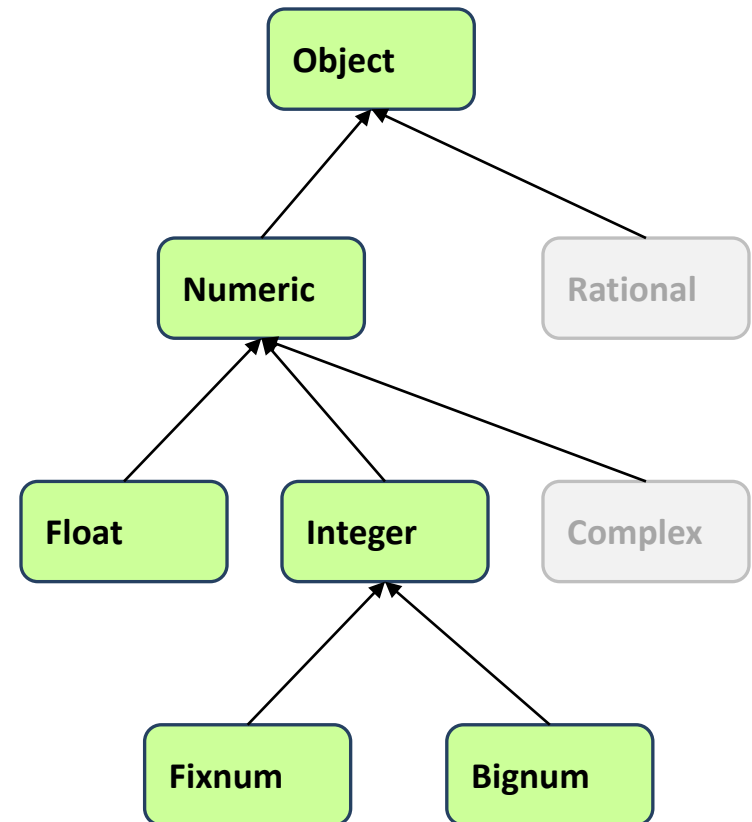 Object
Numeric
Rational
Float
Integer
Complex
Fixnum
Bignum